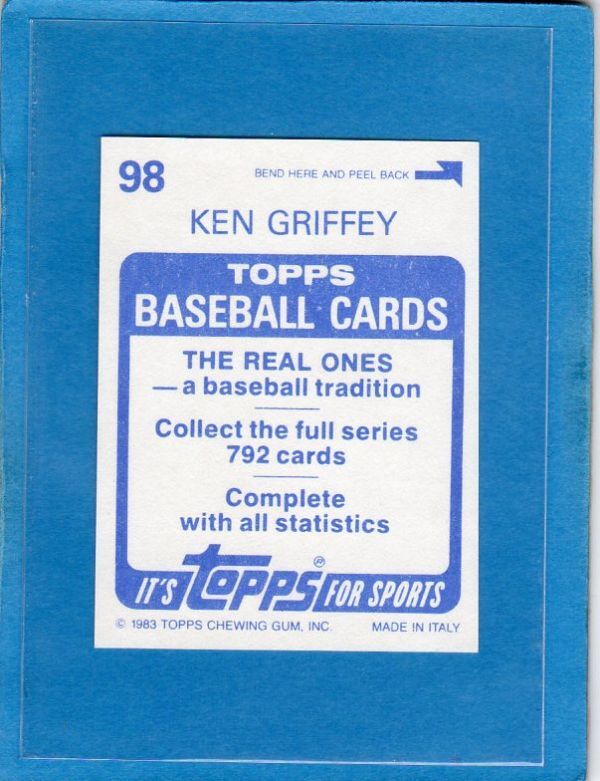 98
BEND HERE AND PEEL BACK
KEN GRIFFEY
TOPPS
BASEBALL CARDS
THE REAL ONES
— a baseball tradition
Collect the full series
792 cards
Complete
with all statistics
IT'S topps® FOR SPORTS
© 1983 TOPPS CHEWING GUM, INC. MADE IN ITALY